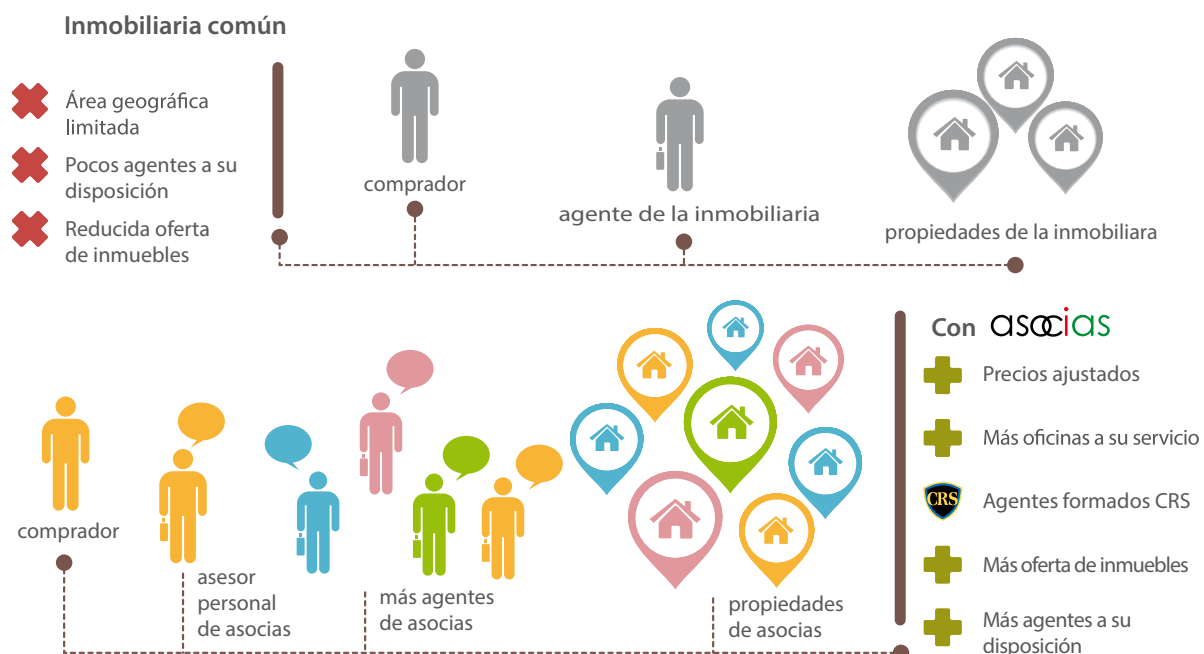 Inmobiliaria común
Área geográfica
limitada
Pocos agentes a su
disposición
Reducida oferta
de inmuebles
comprador
agente de la inmobiliaria
propiedades de la inmobiliara
comprador
asesor
personal
de asocias
más agentes
de asocias
propiedades
de asocias
Con asocias
Precios ajustados
Más oficinas a su servicio
CRS
Agentes formados CRS
Más oferta de inmuebles
Más agentes a su
disposición